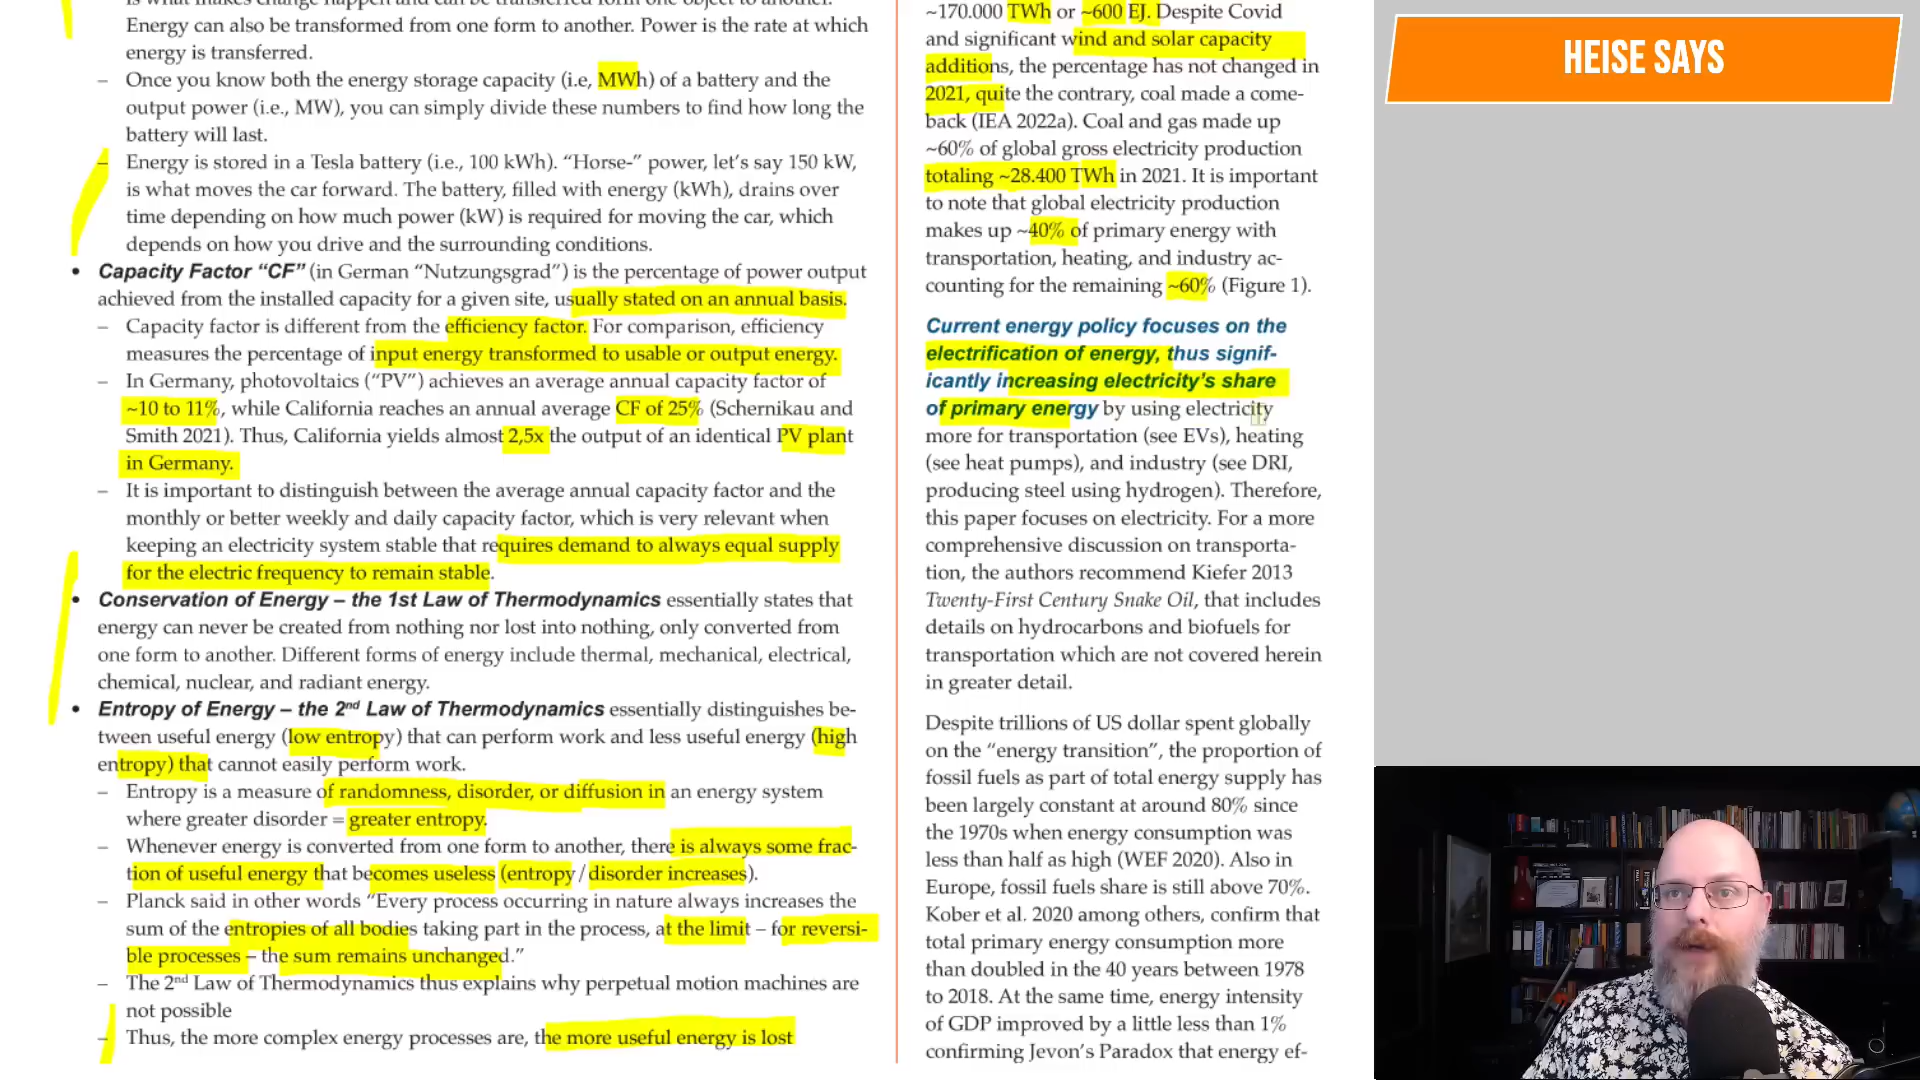 is what makes change happen and can be transferred form one object to another.
Energy can also be transformed from one form to another. Power is the rate at which
energy is transferred.
– Once you know both the energy storage capacity (i.e, MWh) of a battery and the
output power (i.e., MW), you can simply divide these numbers to find how long the
battery will last.
– Energy is stored in a Tesla battery (i.e., 100 kWh). “Horse-” power, let’s say 150 kW,
is what moves the car forward. The battery, filled with energy (kWh), drains over
time depending on how much power (kW) is required for moving the car, which
depends on how you drive and the surrounding conditions.
• Capacity Factor “CF” (in German “Nutzungsgrad”) is the percentage of power output
achieved from the installed capacity for a given site, usually stated on an annual basis.
– Capacity factor is different from the efficiency factor. For comparison, efficiency
measures the percentage of input energy transformed to usable or output energy.
– In Germany, photovoltaics (“PV”) achieves an average annual capacity factor of
~10 to 11%, while California reaches an annual average CF of 25% (Schernikau and
Smith 2021). Thus, California yields almost 2,5x the output of an identical PV plant
in Germany.
– It is important to distinguish between the average annual capacity factor and the
monthly or better weekly and daily capacity factor, which is very relevant when
keeping an electricity system stable that requires demand to always equal supply
for the electric frequency to remain stable.
• Conservation of Energy – the 1st Law of Thermodynamics essentially states that
energy can never be created from nothing nor lost into nothing, only converted from
one form to another. Different forms of energy include thermal, mechanical, electrical,
chemical, nuclear, and radiant energy.
• Entropy of Energy – the 2nd Law of Thermodynamics essentially distinguishes be-
tween useful energy (low entropy) that can perform work and less useful energy (high
entropy) that cannot easily perform work.
– Entropy is a measure of randomness, disorder, or diffusion in an energy system
where greater disorder = greater entropy.
– Whenever energy is converted from one form to another, there is always some frac-
tion of useful energy that becomes useless (entropy/disorder increases).
– Planck said in other words “Every process occurring in nature always increases the
sum of the entropies of all bodies taking part in the process, at the limit – for reversi-
ble processes – the sum remains unchanged.”
– The 2nd Law of Thermodynamics thus explains why perpetual motion machines are
not possible
– Thus, the more complex energy processes are, the more useful energy is lost
~170.000 TWh or ~600 EJ. Despite Covid
and significant wind and solar capacity
additions, the percentage has not changed in
2021, quite the contrary, coal made a come-
back (IEA 2022a). Coal and gas made up
~60% of global gross electricity production
totaling ~28.400 TWh in 2021. It is important
to note that global electricity production
makes up ~40% of primary energy with
transportation, heating, and industry ac-
counting for the remaining ~60% (Figure 1).
Current energy policy focuses on the
electrification of energy, thus signif-
icantly increasing electricity’s share
of primary energy by using electricity
more for transportation (see EVs), heating
(see heat pumps), and industry (see DRI,
producing steel using hydrogen). Therefore,
this paper focuses on electricity. For a more
comprehensive discussion on transporta-
tion, the authors recommend Kiefer 2013
Twenty-First Century Snake Oil, that includes
details on hydrocarbons and biofuels for
transportation which are not covered herein
in greater detail.
Despite trillions of US dollar spent globally
on the “energy transition”, the proportion of
fossil fuels as part of total energy supply has
been largely constant at around 80% since
the 1970s when energy consumption was
less than half as high (WEF 2020). Also in
Europe, fossil fuels share is still above 70%.
Kober et al. 2020 among others, confirm that
total primary energy consumption more
than doubled in the 40 years between 1978
to 2018. At the same time, energy intensity
of GDP improved by a little less than 1%
confirming Jevon’s Paradox that energy ef-
HEISE SAYS